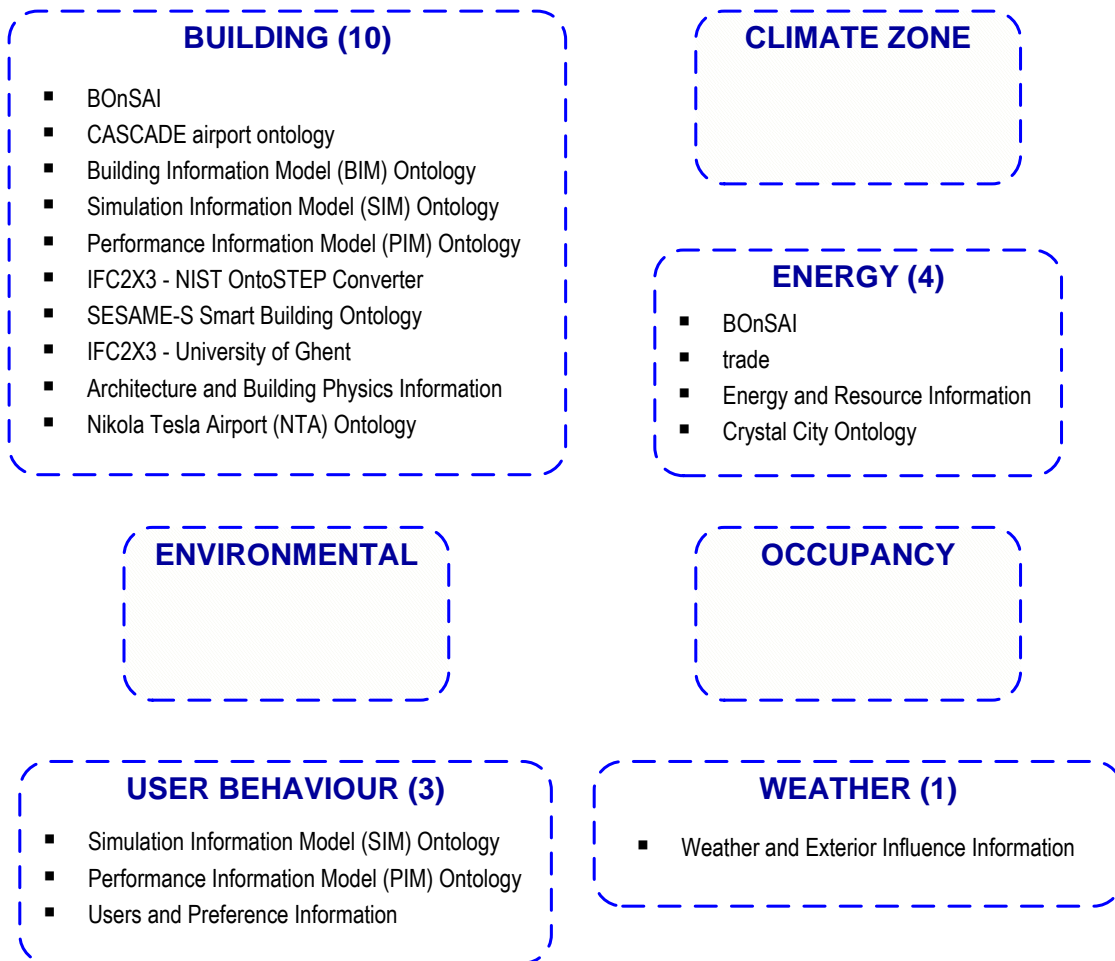 BUILDING (10)
▪ BOnSAI
▪ CASCADE airport ontology
▪ Building Information Model (BIM) Ontology
▪ Simulation Information Model (SIM) Ontology
▪ Performance Information Model (PIM) Ontology
▪ IFC2X3 - NIST OntoSTEP Converter
▪ SESAME-S Smart Building Ontology
▪ IFC2X3 - University of Ghent
▪ Architecture and Building Physics Information
▪ Nikola Tesla Airport (NTA) Ontology
CLIMATE ZONE
ENERGY (4)
▪ BOnSAI
▪ trade
▪ Energy and Resource Information
▪ Crystal City Ontology
ENVIRONMENTAL
OCCUPANCY
USER BEHAVIOUR (3)
▪ Simulation Information Model (SIM) Ontology
▪ Performance Information Model (PIM) Ontology
▪ Users and Preference Information
WEATHER (1)
▪ Weather and Exterior Influence Information